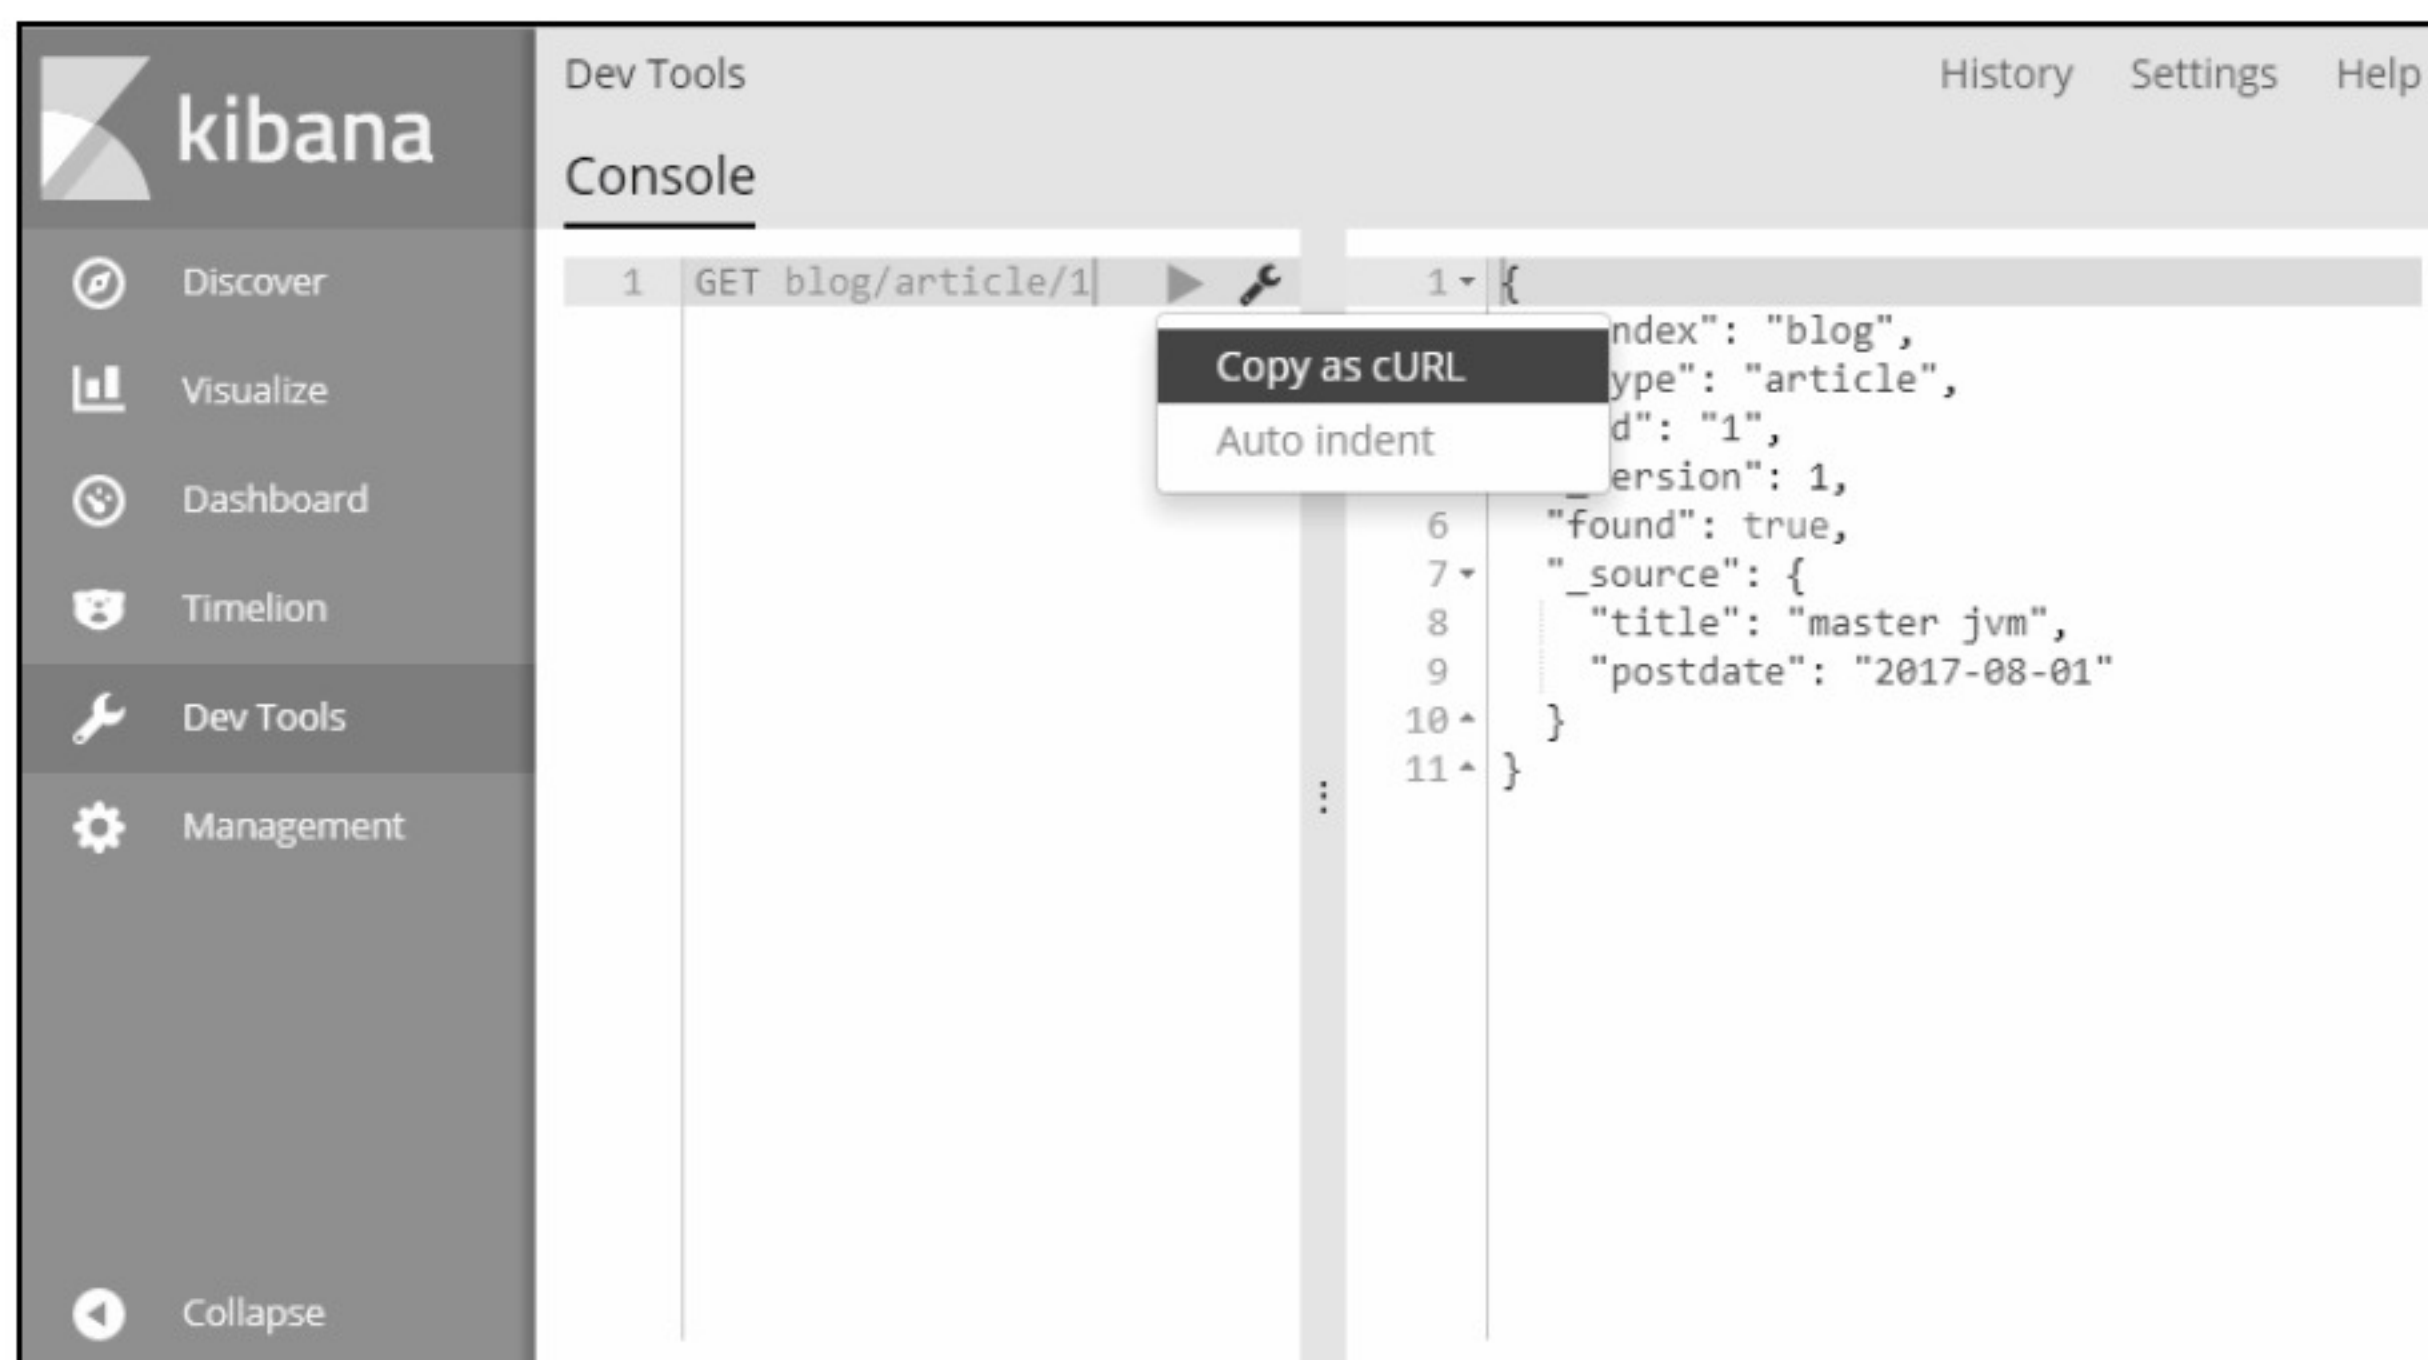 kibana
Discover
Visualize
Dashboard
Timelion
Dev Tools
Management
Collapse
Dev Tools
History Settings Help
Console
1 GET blog/article/1
Copy as cURL
Auto indent
1 {
ndex": "blog",
ype": "article",
d": "1",
_ersion": 1,
6 "found": true,
7 "_source": {
8 "title": "master jvm",
9 "postdate": "2017-08-01"
10 }
11 }